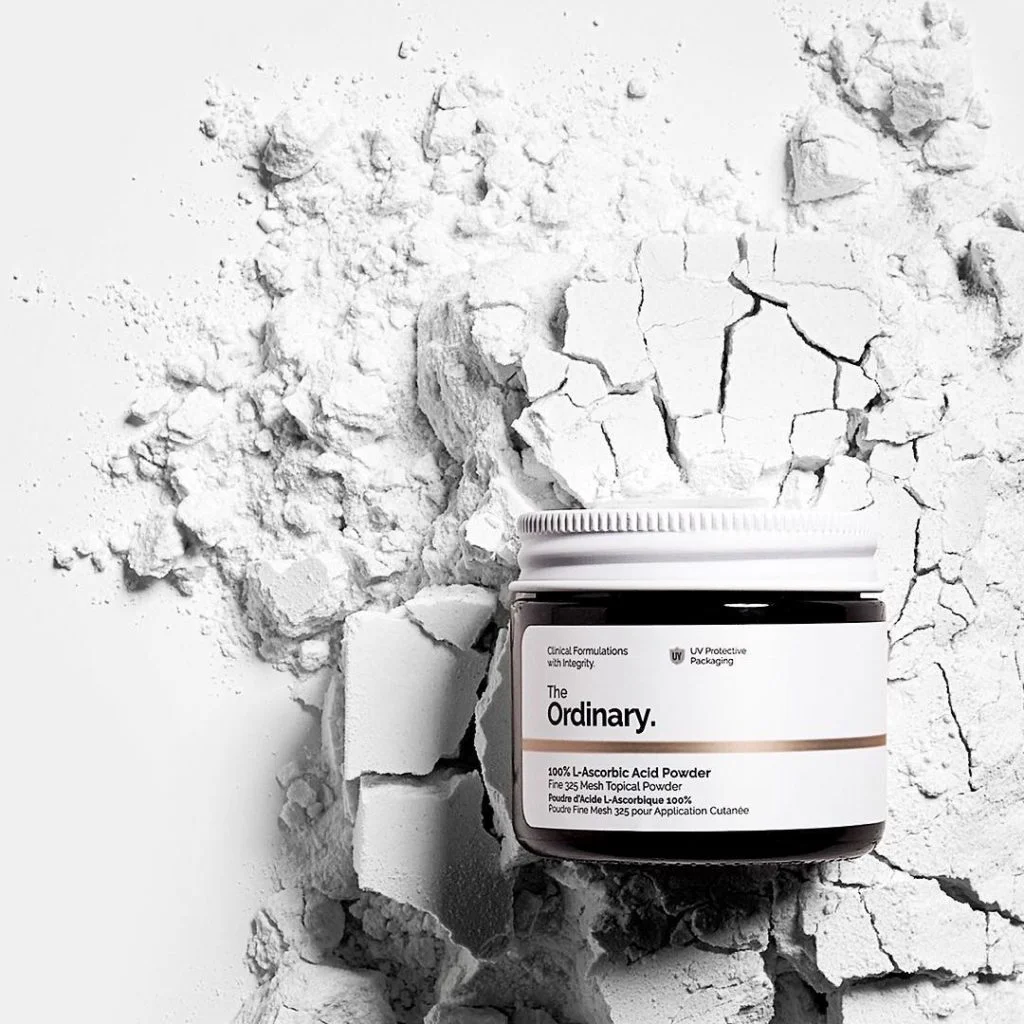 Clinical Formulations
with Integrity.
UV
UV Protective
Packaging
The
Ordinary.
100% L-Ascorbic Acid Powder
Fine 325 Mesh Topical Powder
Poudre d'Acide L-Ascorbique 100%
Poudre Fine Mesh 325 pour Application Cutanée